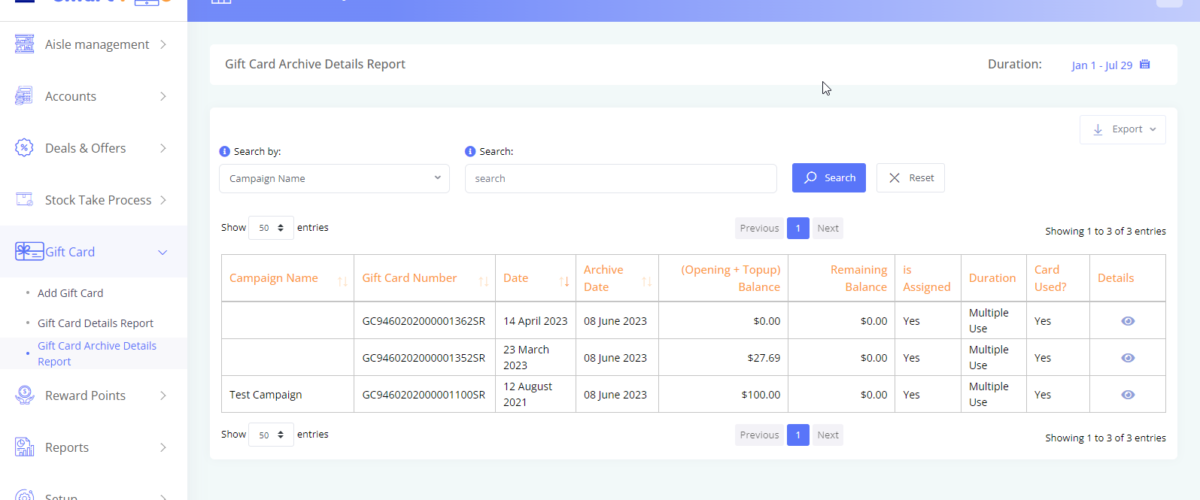 Aisle management
Accounts
Deals & Offers
Stock Take Process
Gift Card
Add Gift Card
Gift Card Details Report
Gift Card Archive Details
Report
Reward Points
Reports
Setup
Gift Card Archive Details Report
Duration: Jan 1 - Jul 29
Export
Search by: Search:
Campaign Name search Search Reset
Show 50 entries Previous 1 Next Showing 1 to 3 of 3 entries
Campaign Name Gift Card Number Date Archive Date (Opening + Topup) Balance Remaining Balance is Assigned Duration Card Used? Details
GC9460202000001362SR 14 April 2023 08 June 2023 $0.00 $0.00 Yes Multiple Use Yes
GC9460202000001352SR 23 March 2023 08 June 2023 $27.69 $0.00 Yes Multiple Use Yes
Test Campaign GC9460202000001100SR 12 August 2021 08 June 2023 $100.00 $0.00 Yes Multiple Use Yes
Show 50 entries Previous 1 Next Showing 1 to 3 of 3 entries